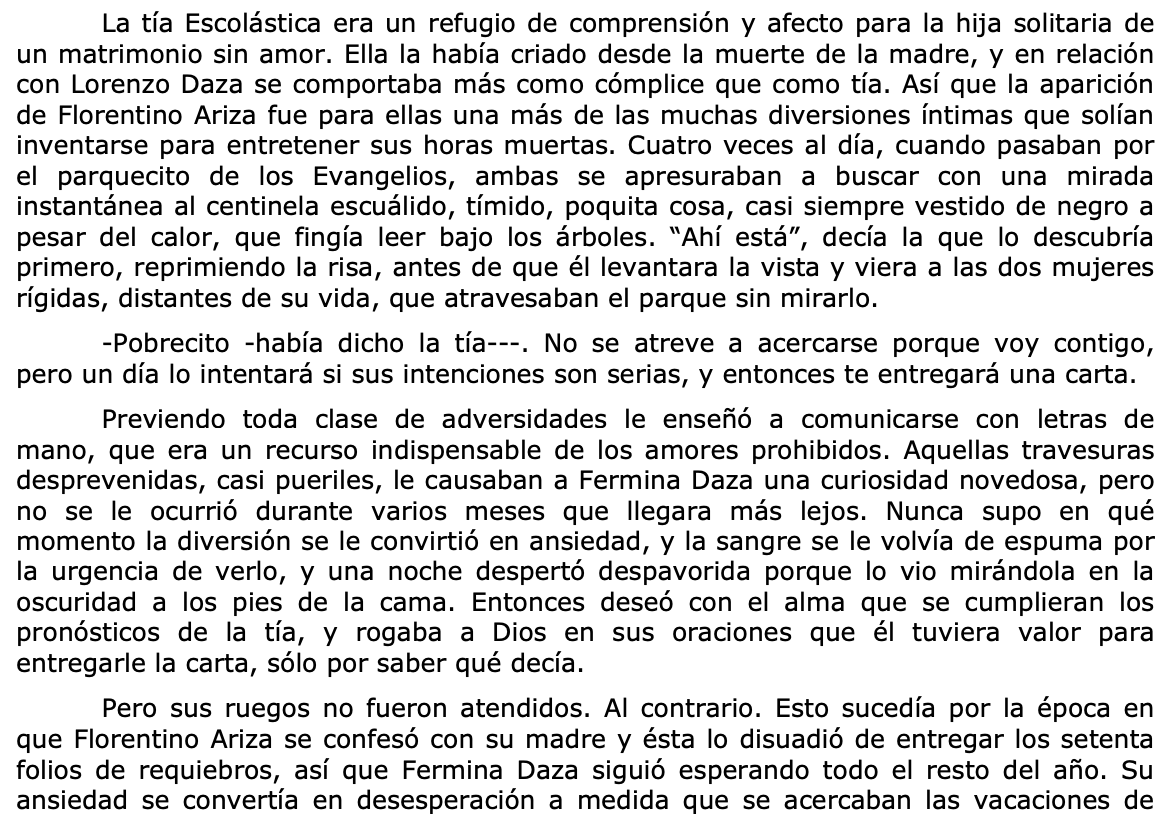 La tía Escolástica era un refugio de comprensión y afecto para la hija solitaria de
un matrimonio sin amor. Ella la había criado desde la muerte de la madre, y en relación
con Lorenzo Daza se comportaba más como cómplice que como tía. Así que la aparición
de Florentino Ariza fue para ellas una más de las muchas diversiones íntimas que solían
inventarse para entretener sus horas muertas. Cuatro veces al día, cuando pasaban por
el parquecito de los Evangelios, ambas se apresuraban a buscar con una mirada
instantánea al centinela escuálido, tímido, poquita cosa, casi siempre vestido de negro a
pesar del calor, que fingía leer bajo los árboles. “Ahí está”, decía la que lo descubría
primero, reprimiendo la risa, antes de que él levantara la vista y viera a las dos mujeres
rígidas, distantes de su vida, que atravesaban el parque sin mirarlo.
-Pobrecito -había dicho la tía---. No se atreve a acercarse porque voy contigo,
pero un día lo intentará si sus intenciones son serias, y entonces te entregará una carta.
Previendo toda clase de adversidades le enseñó a comunicarse con letras de
mano, que era un recurso indispensable de los amores prohibidos. Aquellas travesuras
desprevenidas, casi pueriles, le causaban a Fermina Daza una curiosidad novedosa, pero
no se le ocurrió durante varios meses que llegara más lejos. Nunca supo en qué
momento la diversión se le convirtió en ansiedad, y la sangre se le volvía de espuma por
la urgencia de verlo, y una noche despertó despavorida porque lo vio mirándola en la
oscuridad a los pies de la cama. Entonces deseó con el alma que se cumplieran los
pronósticos de la tía, y rogaba a Dios en sus oraciones que él tuviera valor para
entregarle la carta, sólo por saber qué decía.
Pero sus ruegos no fueron atendidos. Al contrario. Esto sucedía por la época en
que Florentino Ariza se confesó con su madre y ésta lo disuadió de entregar los setenta
folios de requiebros, así que Fermina Daza siguió esperando todo el resto del año. Su
ansiedad se convertía en desesperación a medida que se acercaban las vacaciones de